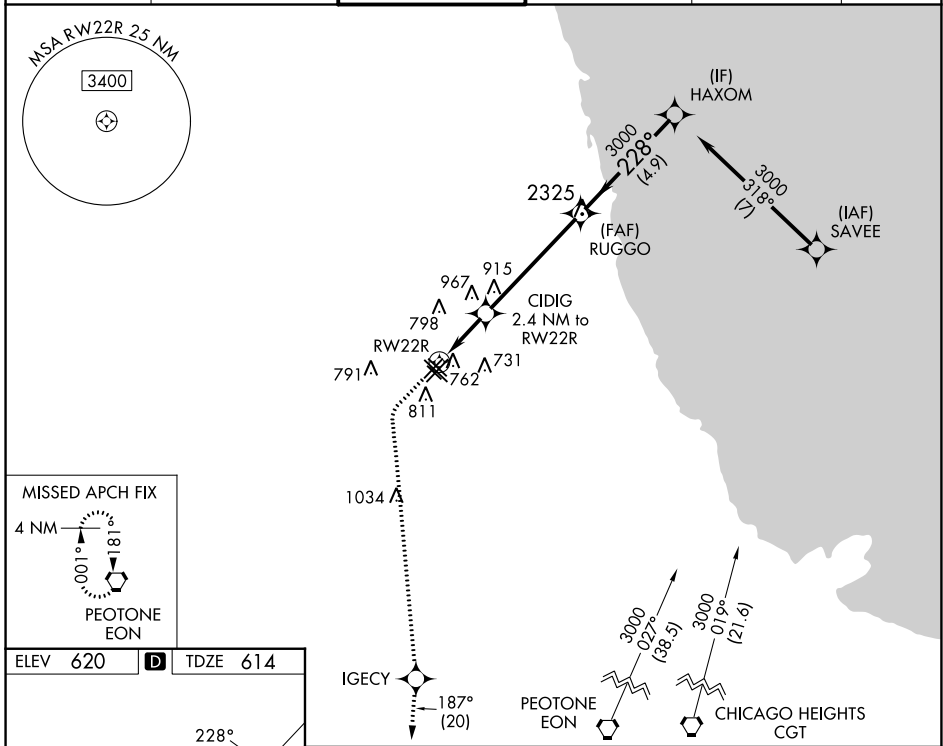 MSA RW22R 25 NM
3400
(IF)
HAXOM
3000
228°
(4.9)
3000
318°
(7)
(IAF)
SAVEE
2325
(FAF)
RUGGO
967
915
798
CIDIG
2.4 NM to
RW22R
RW22R
791
762
731
811
1034
MISSED APCH FIX
4 NM
001°
181°
PEOTONE
EON
IGECY
187°
(20)
3000
027°
(38.5)
PEOTONE
EON
3000
019°
(21.6)
CHICAGO HEIGHTS
CGT
ELEV 620 D TDZE 614
228°